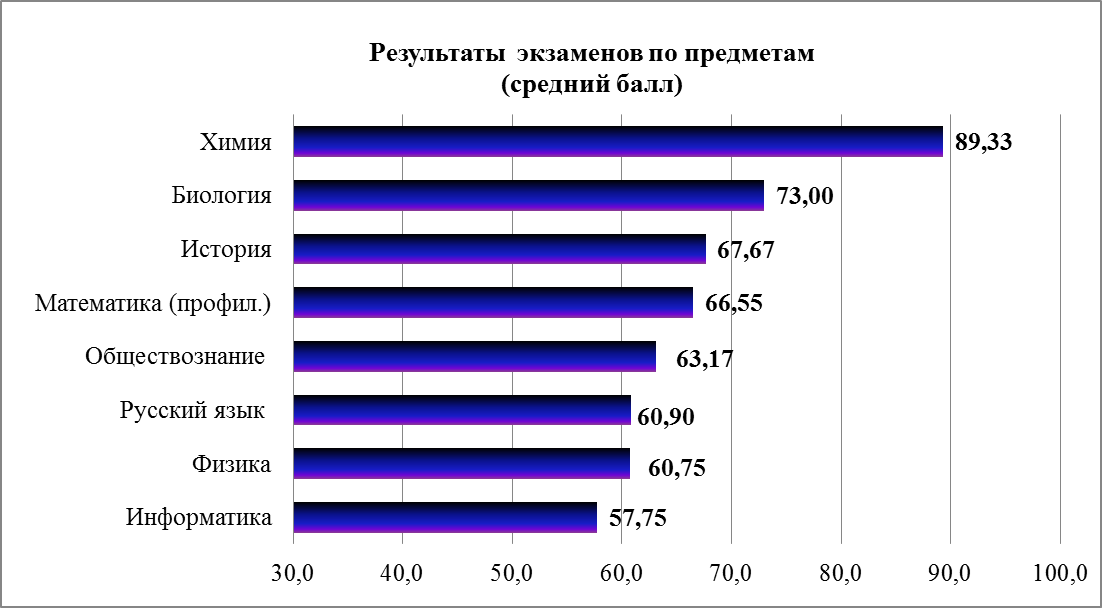 Результаты экзаменов по предметам
(средний балл)
Химия 89,33
Биология 73,00
История 67,67
Математика (профил.) 66,55
Обществознание 63,17
Русский язык 60,90
Физика 60,75
Информатика 57,75
30,0 40,0 50,0 60,0 70,0 80,0 90,0 100,0